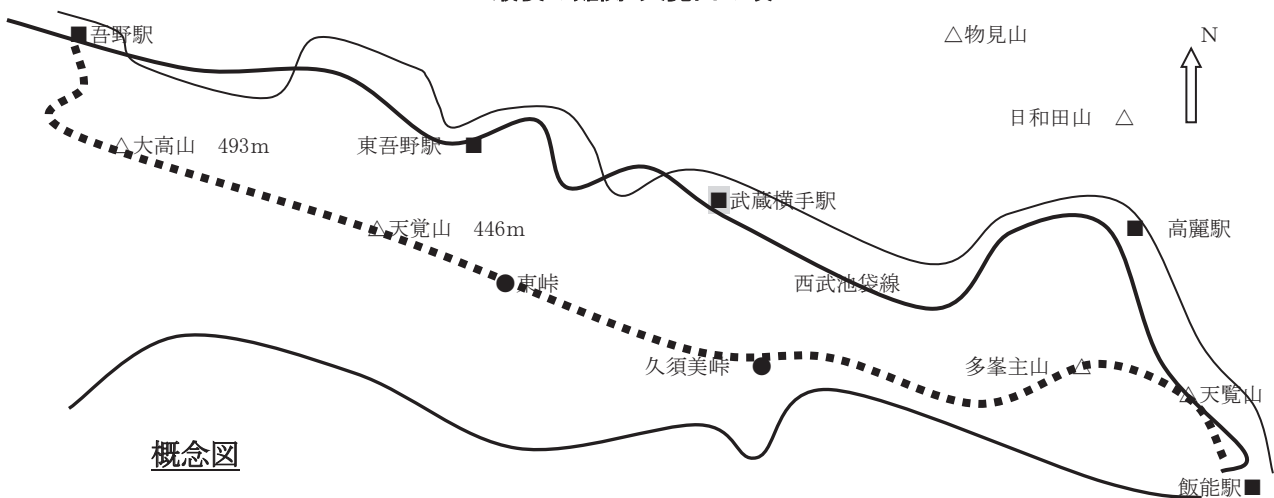 吾野駅
△物見山
N
日和田山 △
△大高山 493m
東吾野駅
武蔵横手駅
△天覚山 446m
高麗駅
東峠
西武池袋線
久須美峠
多峯主山 △
△天覧山
概念図
飯能駅